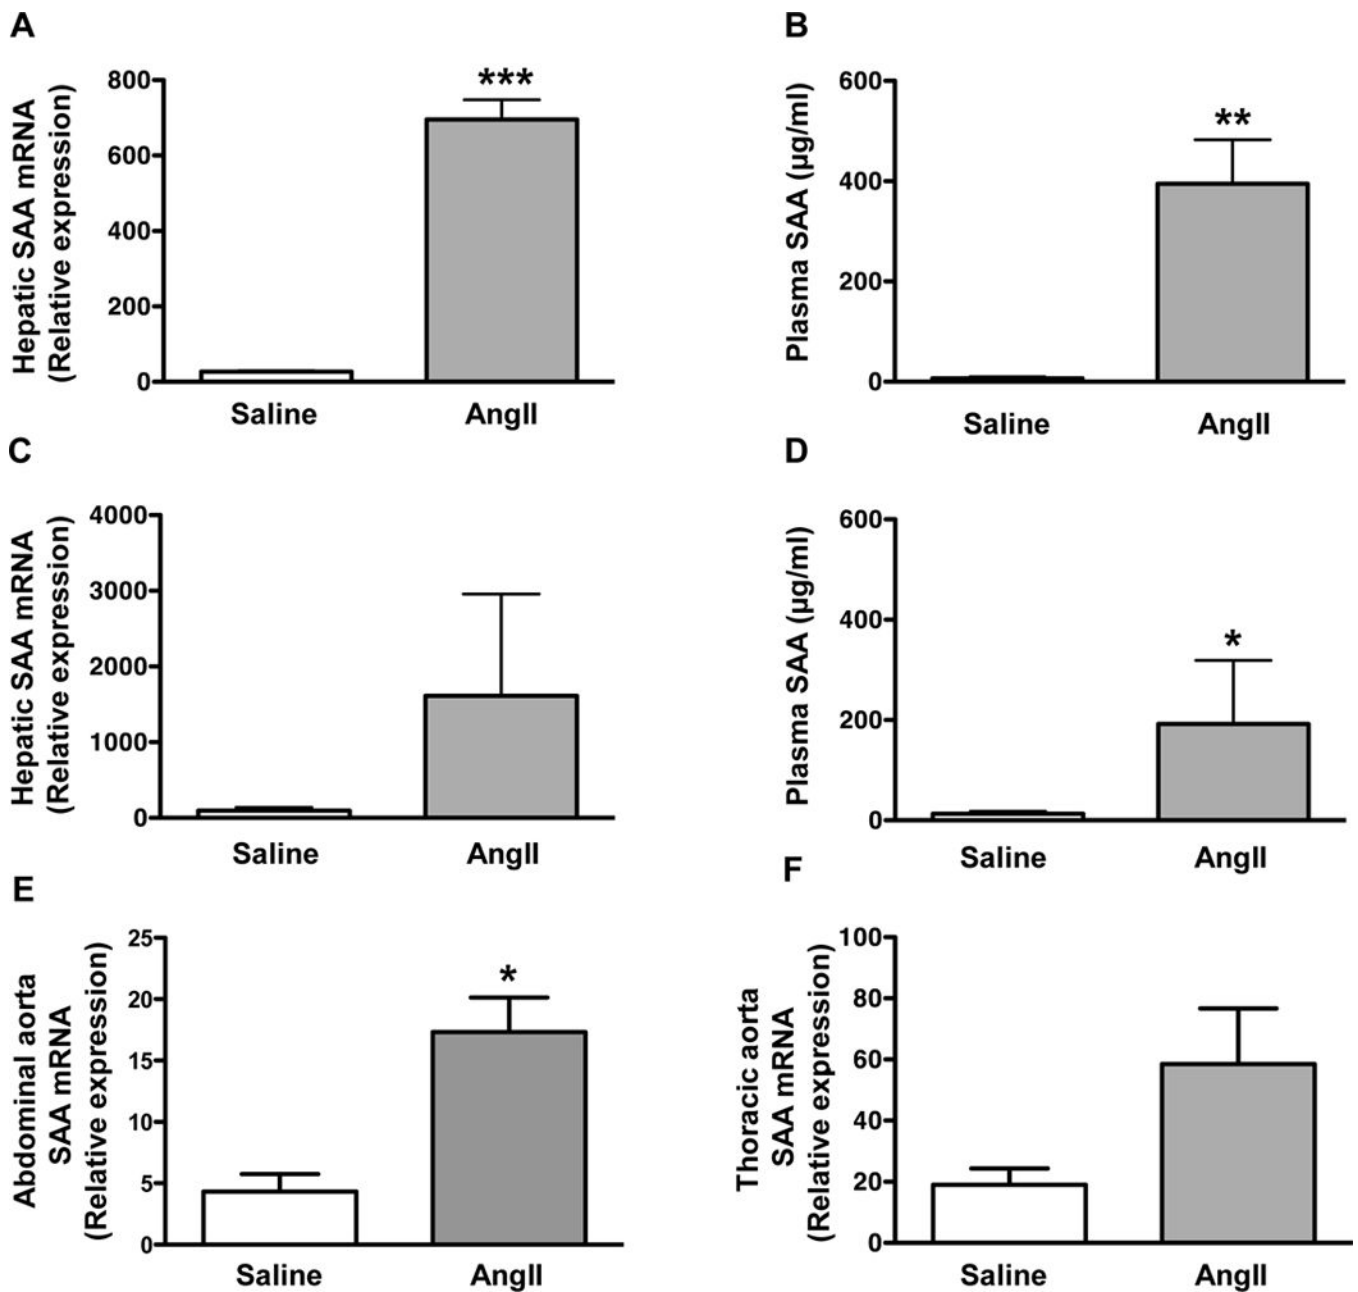 A
Hepatic SAA mRNA
(Relative expression)
800
600
400
200
0
***
Saline
AngII
B
Plasma SAA (µg/ml)
600
400
200
0
**
Saline
AngII
C
Hepatic SAA mRNA
(Relative expression)
4000
3000
2000
1000
0
Saline
AngII
D
Plasma SAA (µg/ml)
600
400
200
0
*
Saline
AngII
E
Abdominal aorta
SAA mRNA
(Relative expression)
25
20
15
10
5
0
*
Saline
AngII
F
Thoracic aorta
SAA mRNA
(Relative expression)
100
80
60
40
20
0
Saline
AngII